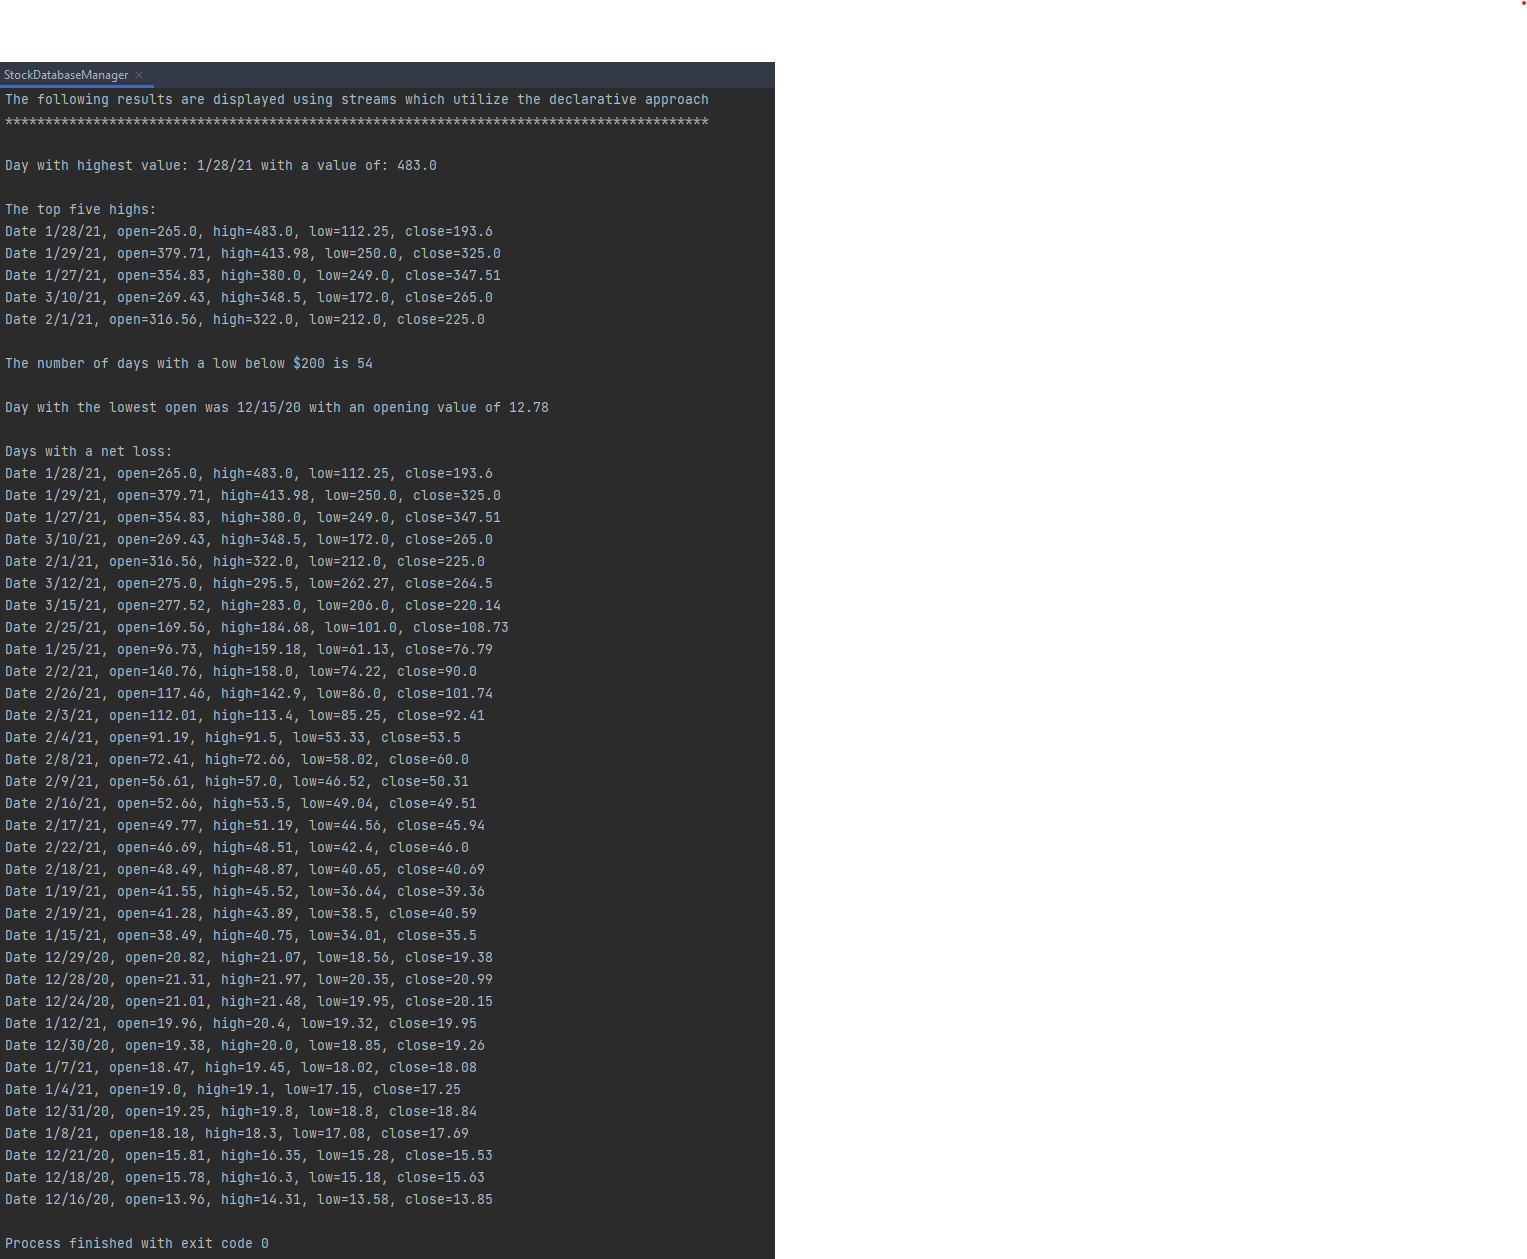 StockDatabaseManager
The following results are displayed using streams which utilize the declarative approach
****************************************************************************************
Day with highest value: 1/28/21 with a value of: 483.0
The top five highs:
Date 1/28/21, open=265.0, high=483.0, low=112.25, close=193.6
Date 1/29/21, open=379.71, high=413.98, low=250.0, close=325.0
Date 1/27/21, open=354.83, high=380.0, low=249.0, close=347.51
Date 3/10/21, open=269.43, high=348.5, low=172.0, close=265.0
Date 2/1/21, open=316.56, high=322.0, low=212.0, close=225.0
The number of days with a low below $200 is 54
Day with the lowest open was 12/15/20 with an opening value of 12.78
Days with a net loss:
Date 1/28/21, open=265.0, high=483.0, low=112.25, close=193.6
Date 1/29/21, open=379.71, high=413.98, low=250.0, close=325.0
Date 1/27/21, open=354.83, high=380.0, low=249.0, close=347.51
Date 3/10/21, open=269.43, high=348.5, low=172.0, close=265.0
Date 2/1/21, open=316.56, high=322.0, low=212.0, close=225.0
Date 3/12/21, open=275.0, high=295.5, low=262.27, close=264.5
Date 3/15/21, open=277.52, high=283.0, low=206.0, close=220.14
Date 2/25/21, open=169.56, high=184.68, low=101.0, close=108.73
Date 1/25/21, open=96.73, high=159.18, low=61.13, close=76.79
Date 2/2/21, open=140.76, high=158.0, low=74.22, close=90.0
Date 2/26/21, open=117.46, high=142.9, low=86.0, close=101.74
Date 2/3/21, open=112.01, high=113.4, low=85.25, close=92.41
Date 2/4/21, open=91.19, high=91.5, low=53.33, close=53.5
Date 2/8/21, open=72.41, high=72.66, low=58.02, close=60.0
Date 2/9/21, open=56.61, high=57.0, low=46.52, close=50.31
Date 2/16/21, open=52.66, high=53.5, low=49.04, close=49.51
Date 2/17/21, open=49.77, high=51.19, low=44.56, close=45.94
Date 2/22/21, open=46.69, high=48.51, low=42.4, close=46.0
Date 2/18/21, open=48.49, high=48.87, low=40.65, close=40.69
Date 1/19/21, open=41.55, high=45.52, low=36.64, close=39.36
Date 2/19/21, open=41.28, high=43.89, low=38.5, close=40.59
Date 1/15/21, open=38.49, high=40.75, low=34.01, close=35.5
Date 12/29/20, open=20.82, high=21.07, low=18.56, close=19.38
Date 12/28/20, open=21.31, high=21.97, low=20.35, close=20.99
Date 12/24/20, open=21.01, high=21.48, low=19.95, close=20.15
Date 1/12/21, open=19.96, high=20.4, low=19.32, close=19.95
Date 12/30/20, open=19.38, high=20.0, low=18.85, close=19.26
Date 1/7/21, open=18.47, high=19.45, low=18.02, close=18.08
Date 1/4/21, open=19.0, high=19.1, low=17.15, close=17.25
Date 12/31/20, open=19.25, high=19.8, low=18.8, close=18.84
Date 1/8/21, open=18.18, high=18.3, low=17.08, close=17.69
Date 12/21/20, open=15.81, high=16.35, low=15.28, close=15.53
Date 12/18/20, open=15.78, high=16.3, low=15.18, close=15.63
Date 12/16/20, open=13.96, high=14.31, low=13.58, close=13.85
Process finished with exit code 0